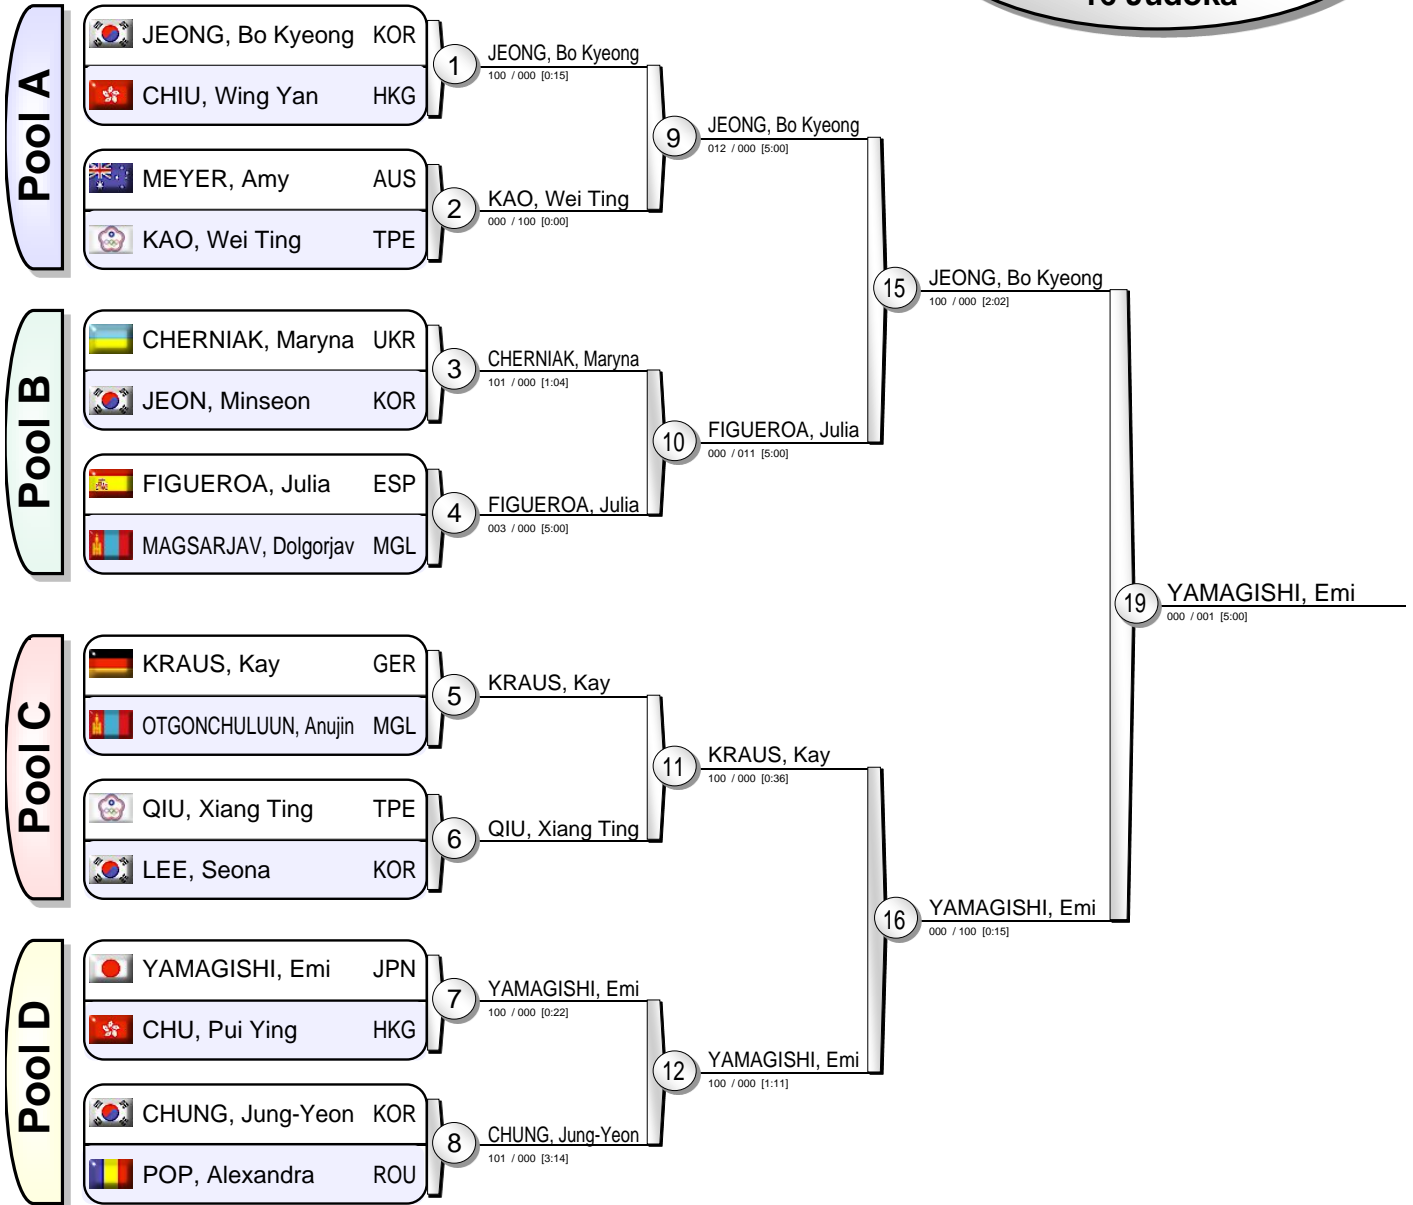 16 Judoka
Pool A
JEONG, Bo Kyeong KOR
CHIU, Wing Yan HKG
1
JEONG, Bo Kyeong
100 / 000 [0:15]
MEYER, Amy AUS
KAO, Wei Ting TPE
2
KAO, Wei Ting
000 / 100 [0:00]
9
JEONG, Bo Kyeong
012 / 000 [5:00]
Pool B
CHERNIAK, Maryna UKR
JEON, Minseon KOR
3
CHERNIAK, Maryna
101 / 000 [1:04]
FIGUEROA, Julia ESP
MAGSARJAV, Dolgorjav MGL
4
FIGUEROA, Julia
003 / 000 [5:00]
10
FIGUEROA, Julia
000 / 011 [5:00]
15
JEONG, Bo Kyeong
100 / 000 [2:02]
Pool C
KRAUS, Kay GER
OTGONCHULUUN, Anujin MGL
5
KRAUS, Kay
QIU, Xiang Ting TPE
LEE, Seona KOR
6
QIU, Xiang Ting
11
KRAUS, Kay
100 / 000 [0:36]
Pool D
YAMAGISHI, Emi JPN
CHU, Pui Ying HKG
7
YAMAGISHI, Emi
100 / 000 [0:22]
CHUNG, Jung-Yeon KOR
POP, Alexandra ROU
8
CHUNG, Jung-Yeon
101 / 000 [3:14]
12
YAMAGISHI, Emi
100 / 000 [1:11]
16
YAMAGISHI, Emi
000 / 100 [0:15]
19
YAMAGISHI, Emi
000 / 001 [5:00]